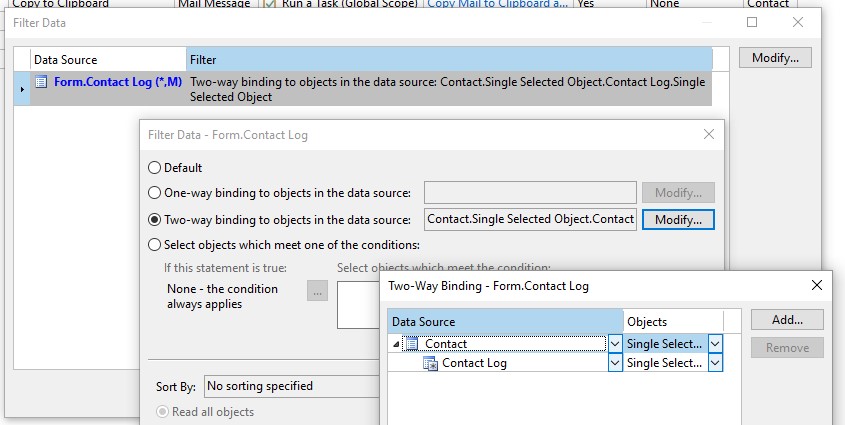 Copy to Clipboard Mail Message Run a Task (Global Scope) Copy Mail to Clipboard a... Yes None Contact
Filter Data
Data Source Filter Modify...
Form.Contact Log (*,M) Two-way binding to objects in the data source: Contact.Single Selected Object.Contact Log.Single
Selected Object
Filter Data - Form.Contact Log
Default
One-way binding to objects in the data source: Modify...
Two-way binding to objects in the data source: Contact.Single Selected Object.Contact Modify...
Select objects which meet one of the conditions:
If this statement is true: Select objects which meet the condition:
None - the condition
always applies
...
Sort By: No sorting specified
Read all objects
Two-Way Binding - Form.Contact Log
Data Source Objects Add...
Contact Single Select... Remove
Contact Log Single Select...